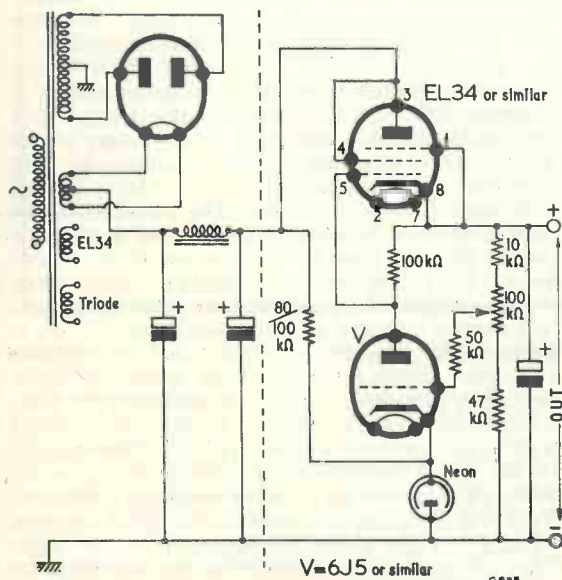 3
EL34 or similar
4
1
5
8
2
7
EL34
Triode
+
+
80
100
kΩ
100kΩ
V
50
kΩ
10
kΩ
100
kΩ
47
kΩ
+
+
OUT
−
Neon
V=6J5 or similar